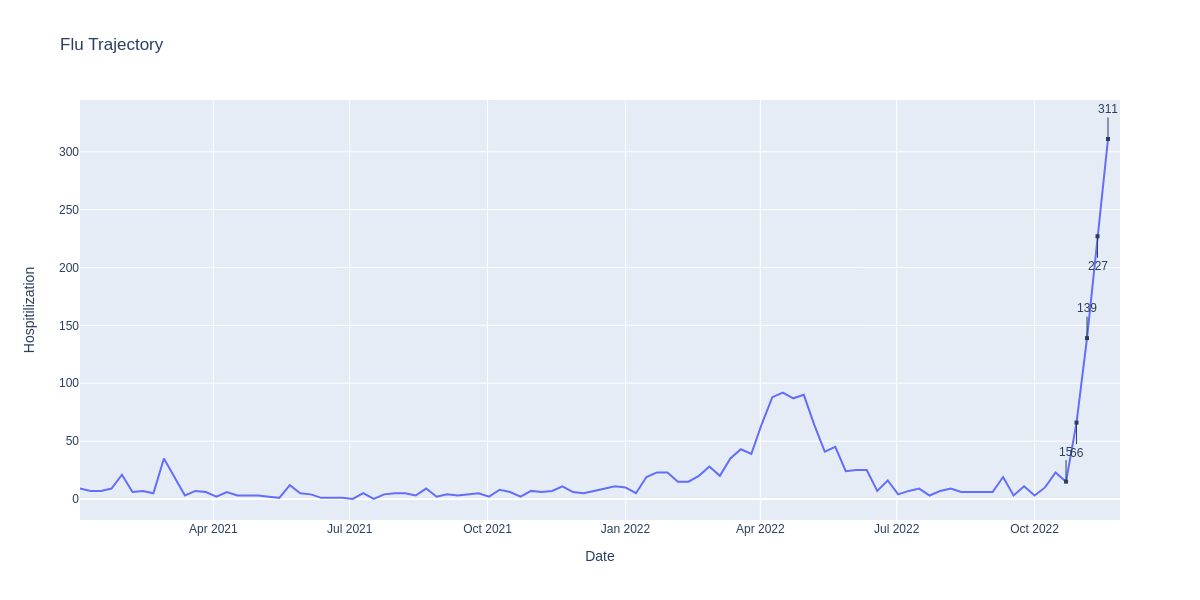 Flu Trajectory
311
300
250
227
200
150
139
100
50
15
66
0
Hospitilization
Apr 2021
Jul 2021
Oct 2021
Jan 2022
Apr 2022
Jul 2022
Oct 2022
Date